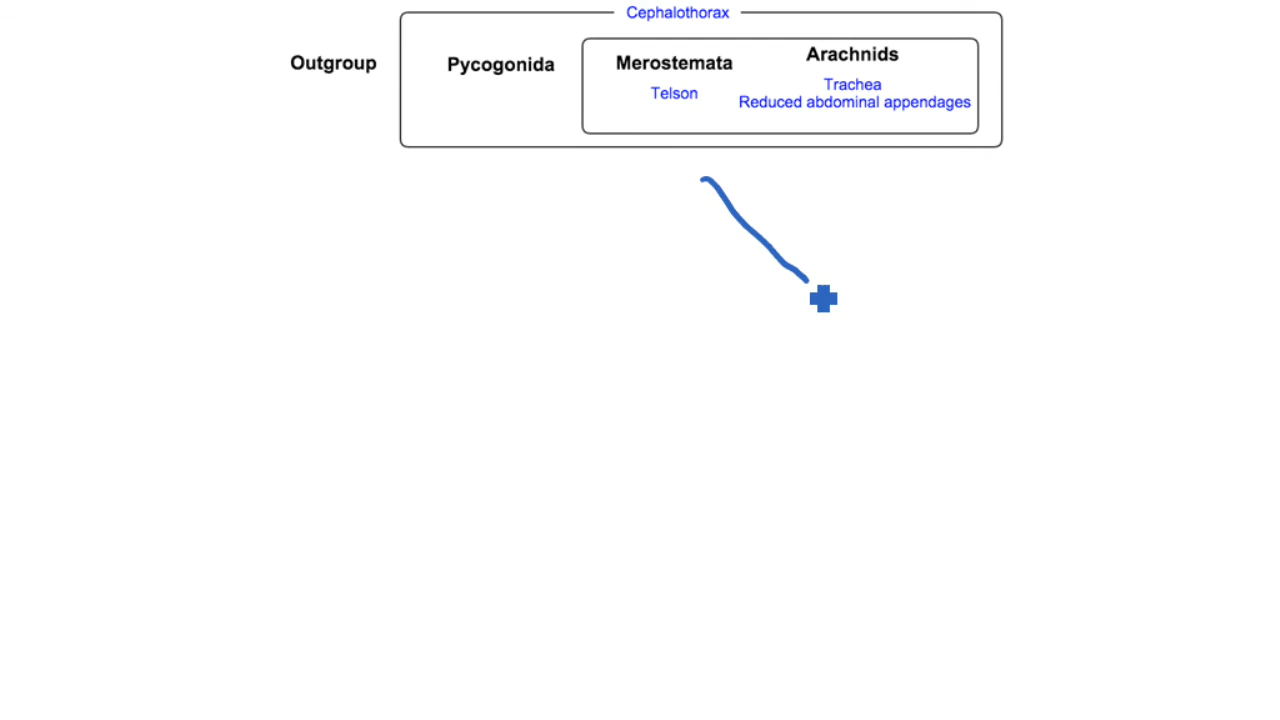 Cephalothorax
Outgroup
Pycogonida
Merostemata
Telson
Arachnids
Trachea
Reduced abdominal appendages